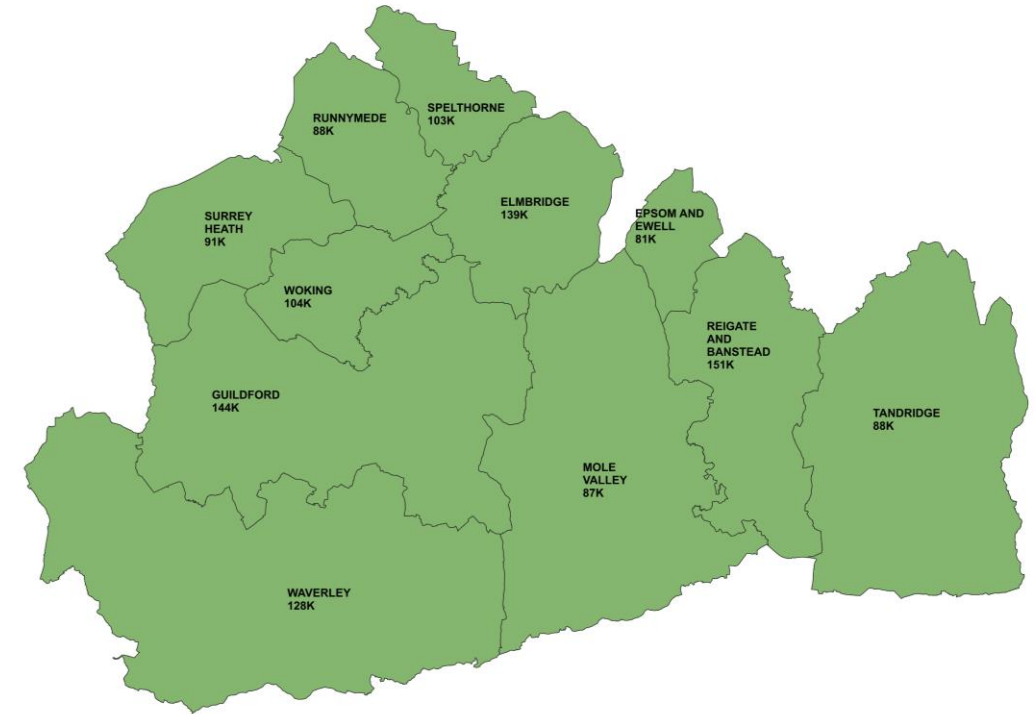 SPELTHORNE
103K
RUNNYMEDE
88K
ELMBRIDGE
139K
EPSOM AND
EWELL
81K
SURREY
HEATH
91K
WOKING
104K
REIGATE
AND
BANSTEAD
151K
GUILDFORD
144K
TANDRIDGE
88K
MOLE
VALLEY
87K
WAVERLEY
128K